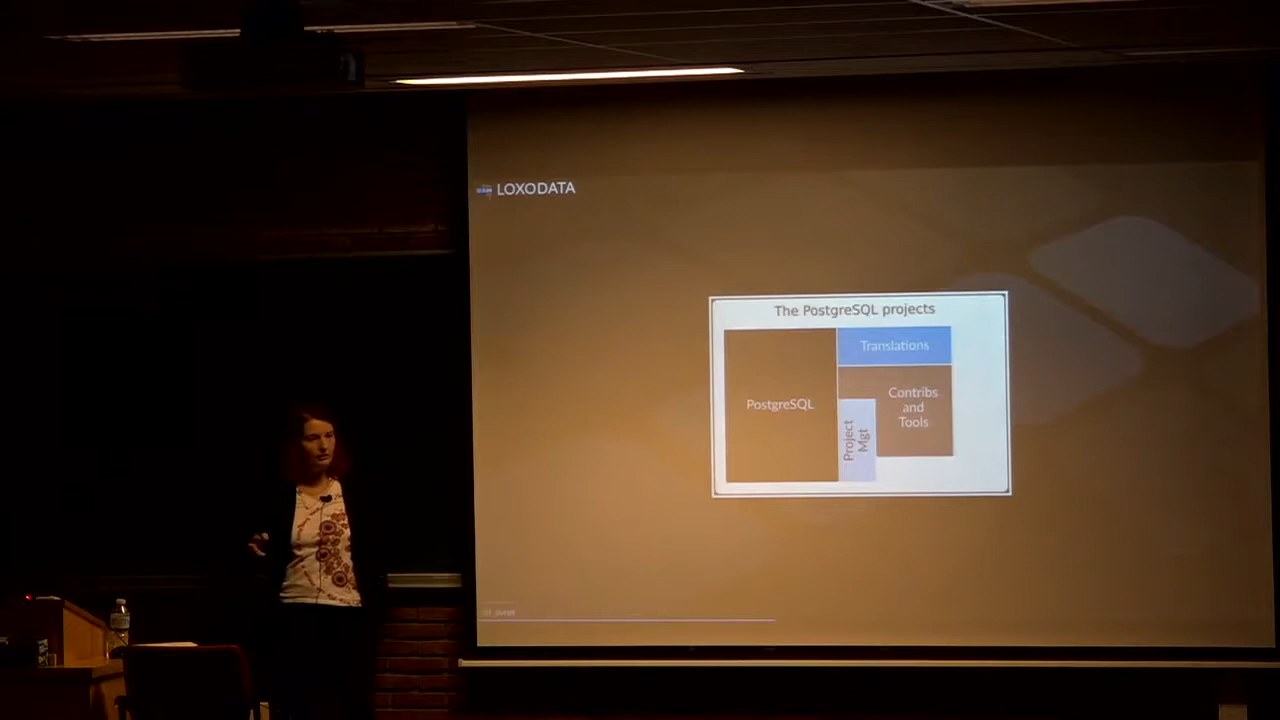 LOXODATA
The PostgreSQL projects
PostgreSQL
Translations
Contribs
and
Tools
Project
Mgt